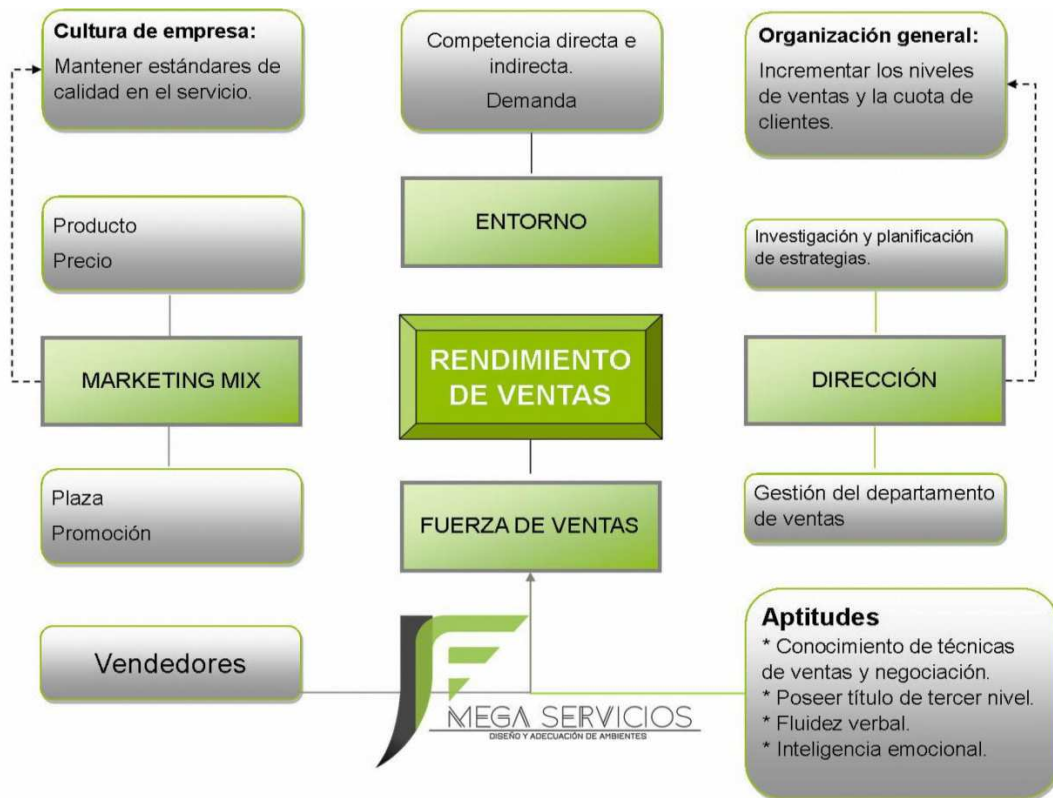 Cultura de empresa:
Mantener estándares de
calidad en el servicio.
Competencia directa e
indirecta.
Demanda
Organización general:
Incrementar los niveles
de ventas y la cuota de
clientes.
Producto
Precio
ENTORNO
Investigación y planificación
de estrategias.
MARKETING MIX
RENDIMIENTO
DE VENTAS
DIRECCIÓN
Plaza
Promoción
FUERZA DE VENTAS
Gestión del departamento
de ventas
Vendedores
JF
MEGA SERVICIOS
DISEÑO Y ADECUACIÓN DE AMBIENTES
Aptitudes
* Conocimiento de técnicas
de ventas y negociación.
* Poseer título de tercer nivel.
* Fluidez verbal.
* Inteligencia emocional.